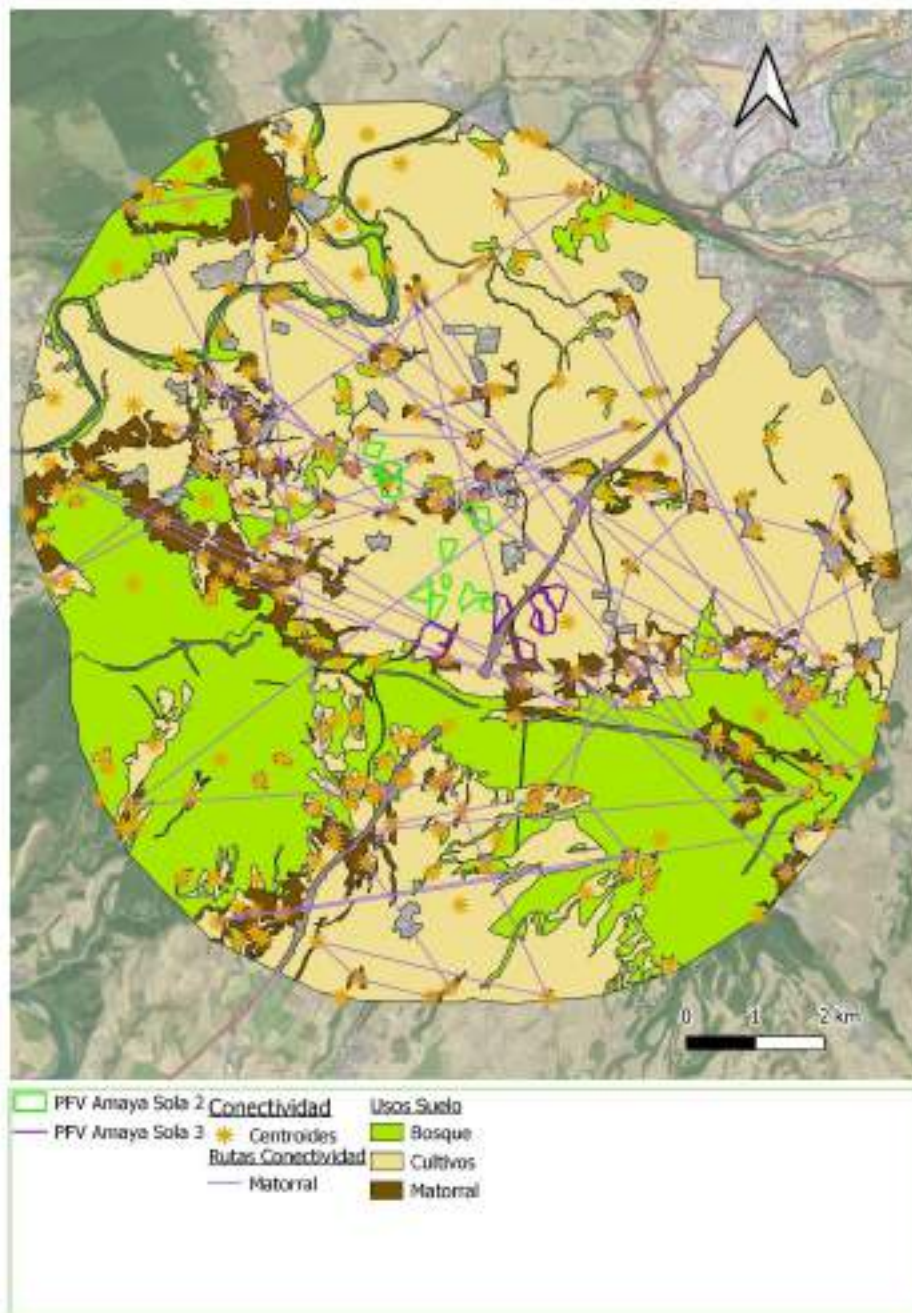 0 1 2 km
PFV Amaya Sola 2
PFV Amaya Sola 3
Conectividad
Centroides
Rutas Conectividad
Matorral
Usos Suelo
Bosque
Cultivos
Matorral